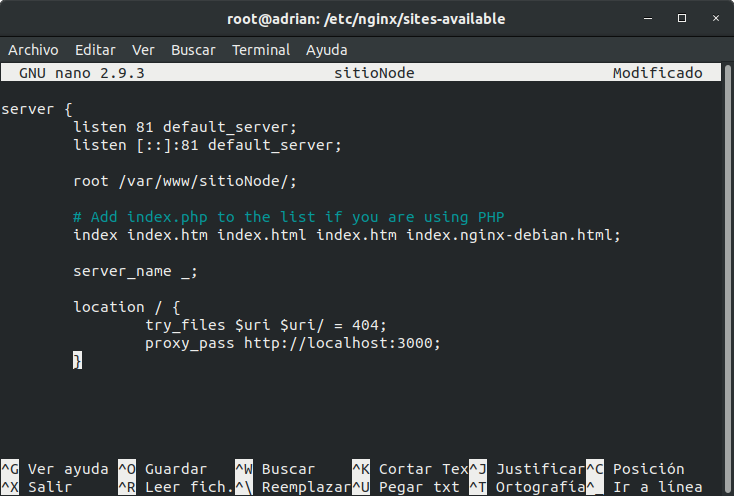 root@adrian: /etc/nginx/sites-available
Archivo Editar Ver Buscar Terminal Ayuda
GNU nano 2.9.3 sitioNode Modificado
server {
listen 81 default_server;
listen [::]:81 default_server;
root /var/www/sitioNode/;
# Add index.php to the list if you are using PHP
index index.htm index.html index.htm index.nginx-debian.html;
server_name _;
location / {
try_files $uri $uri/ = 404;
proxy_pass http://localhost:3000;
}
^G Ver ayuda ^O Guardar ^W Buscar ^K Cortar Tex ^J Justificar ^C Posición
^X Salir ^R Leer fich. ^\ Reemplazar ^U Pegar txt ^T Ortografía ^_ Ir a línea